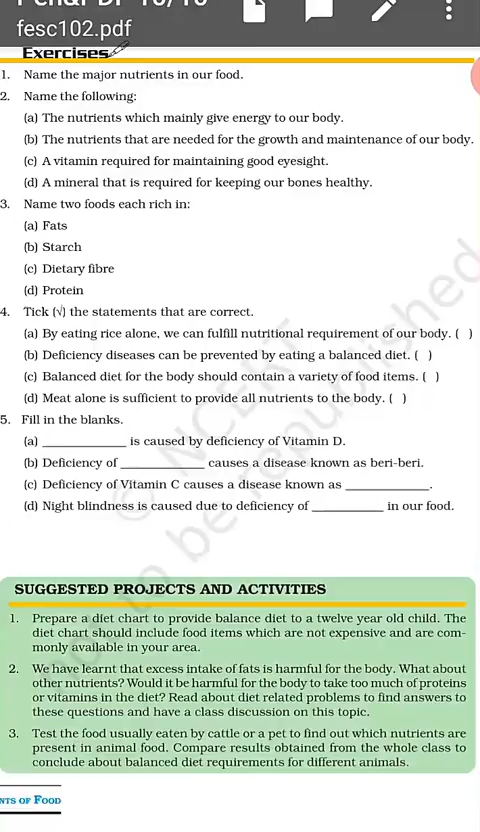 fesc102.pdf
Exercises
1. Name the major nutrients in our food.
2. Name the following:
(a) The nutrients which mainly give energy to our body.
(b) The nutrients that are needed for the growth and maintenance of our body.
(c) A vitamin required for maintaining good eyesight.
(d) A mineral that is required for keeping our bones healthy.
3. Name two foods each rich in:
(a) Fats
(b) Starch
(c) Dietary fibre
(d) Protein
4. Tick (√) the statements that are correct.
(a) By eating rice alone, we can fulfill nutritional requirement of our body. ( )
(b) Deficiency diseases can be prevented by eating a balanced diet. ( )
(c) Balanced diet for the body should contain a variety of food items. ( )
(d) Meat alone is sufficient to provide all nutrients to the body. ( )
5. Fill in the blanks.
(a) ____________ is caused by deficiency of Vitamin D.
(b) Deficiency of ____________ causes a disease known as beri-beri.
(c) Deficiency of Vitamin C causes a disease known as ____________.
(d) Night blindness is caused due to deficiency of __________ in our food.
© NCERT
not to be republished
SUGGESTED PROJECTS AND ACTIVITIES
1. Prepare a diet chart to provide balance diet to a twelve year old child. The
diet chart should include food items which are not expensive and are com-
monly available in your area.
2. We have learnt that excess intake of fats is harmful for the body. What about
other nutrients? Would it be harmful for the body to take too much of proteins
or vitamins in the diet? Read about diet related problems to find answers to
these questions and have a class discussion on this topic.
3. Test the food usually eaten by cattle or a pet to find out which nutrients are
present in animal food. Compare results obtained from the whole class to
conclude about balanced diet requirements for different animals.
NTS OF FOOD